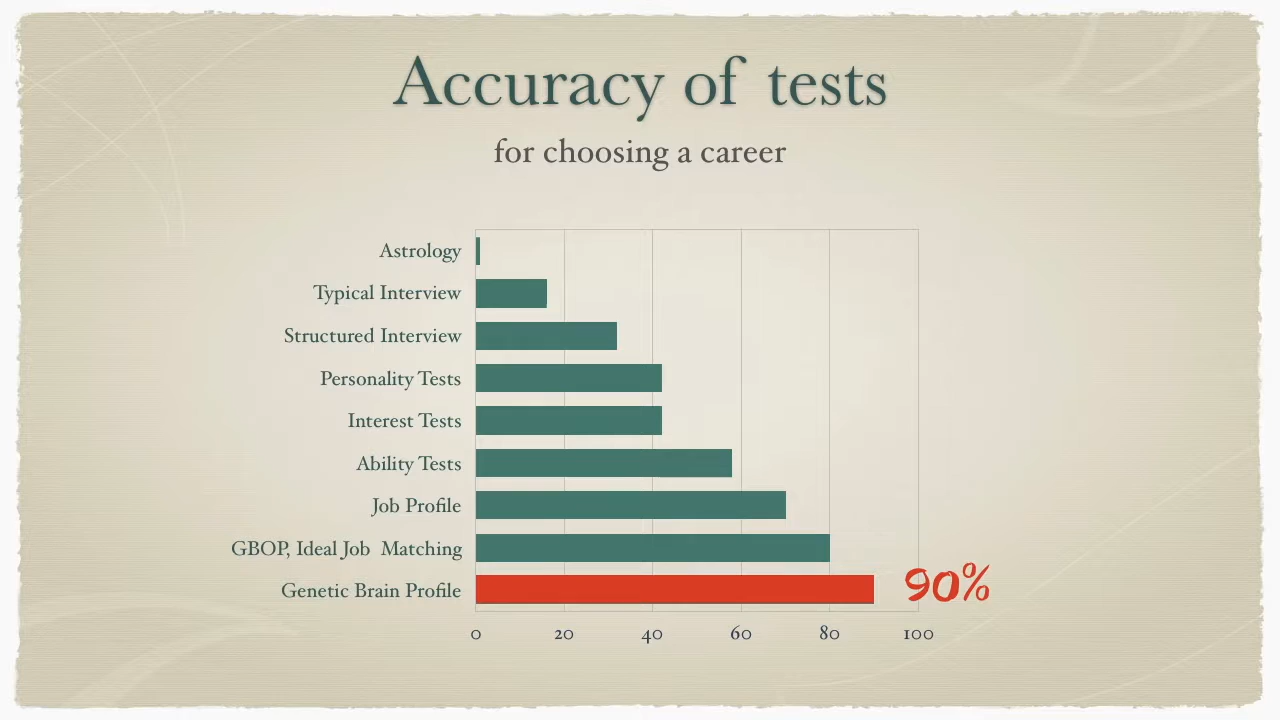 Accuracy of tests
for choosing a career
Astrology
Typical Interview
Structured Interview
Personality Tests
Interest Tests
Ability Tests
Job Profile
GBOP, Ideal Job Matching
Genetic Brain Profile
90%
0 20 40 60 80 100